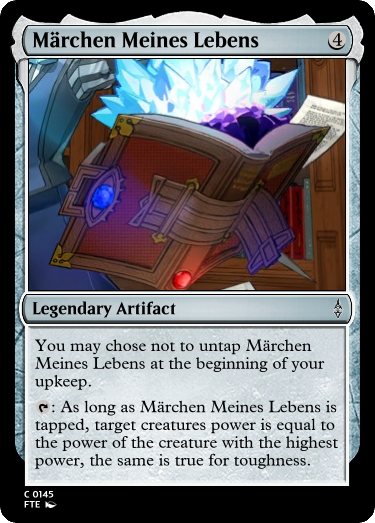 Märchen Meines Lebens 4
Legendary Artifact
You may chose not to untap Märchen
Meines Lebens at the beginning of your
upkeep.
: As long as Märchen Meines Lebens is
tapped, target creatures power is equal to
the power of the creature with the highest
power, the same is true for toughness.
C 0145
FTE